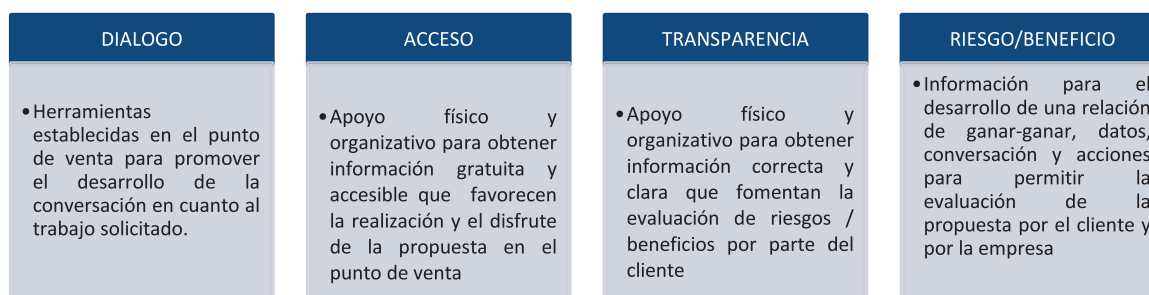 DIALOGO
•Herramientas
establecidas en el punto
de venta para promover
el desarrollo de la
conversación en cuanto al
trabajo solicitado.
ACCESO
•Apoyo físico y
organizativo para obtener
información gratuita y
accesible que favorecen
la realización y el disfrute
de la propuesta en el
punto de venta
TRANSPARENCIA
•Apoyo físico y
organizativo para obtener
información correcta y
clara que fomentan la
evaluación de riesgos /
beneficios por parte del
cliente
RIESGO/BENEFICIO
•Información para el
desarrollo de una relación
de ganar-ganar, datos,
conversación y acciones
para permitir la
evaluación de la
propuesta por el cliente y
por la empresa